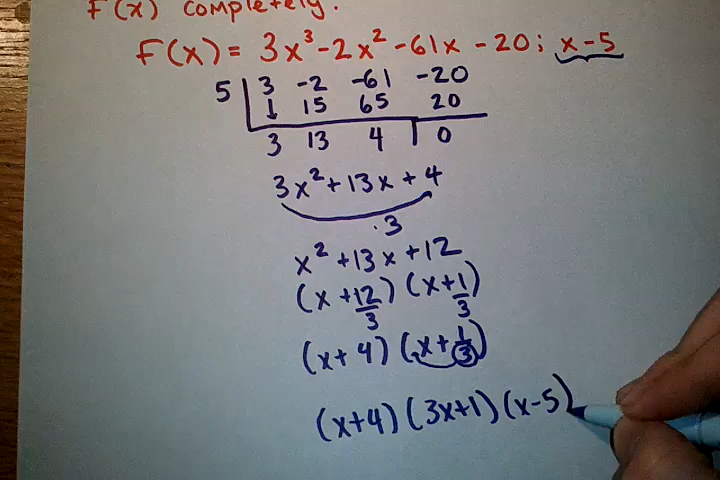 F(x) completely.
F(x) = 3x³ - 2x² - 61x - 20; x - 5
5 3 -2 -61 -20
↓ 15 65 20
3 13 4 0
3x² + 13x + 4
· 3
x² + 13x + 12
(x + 12/3) (x + 1/3)
(x + 4) (x + 1/3)
(x + 4) (3x + 1) (x - 5)